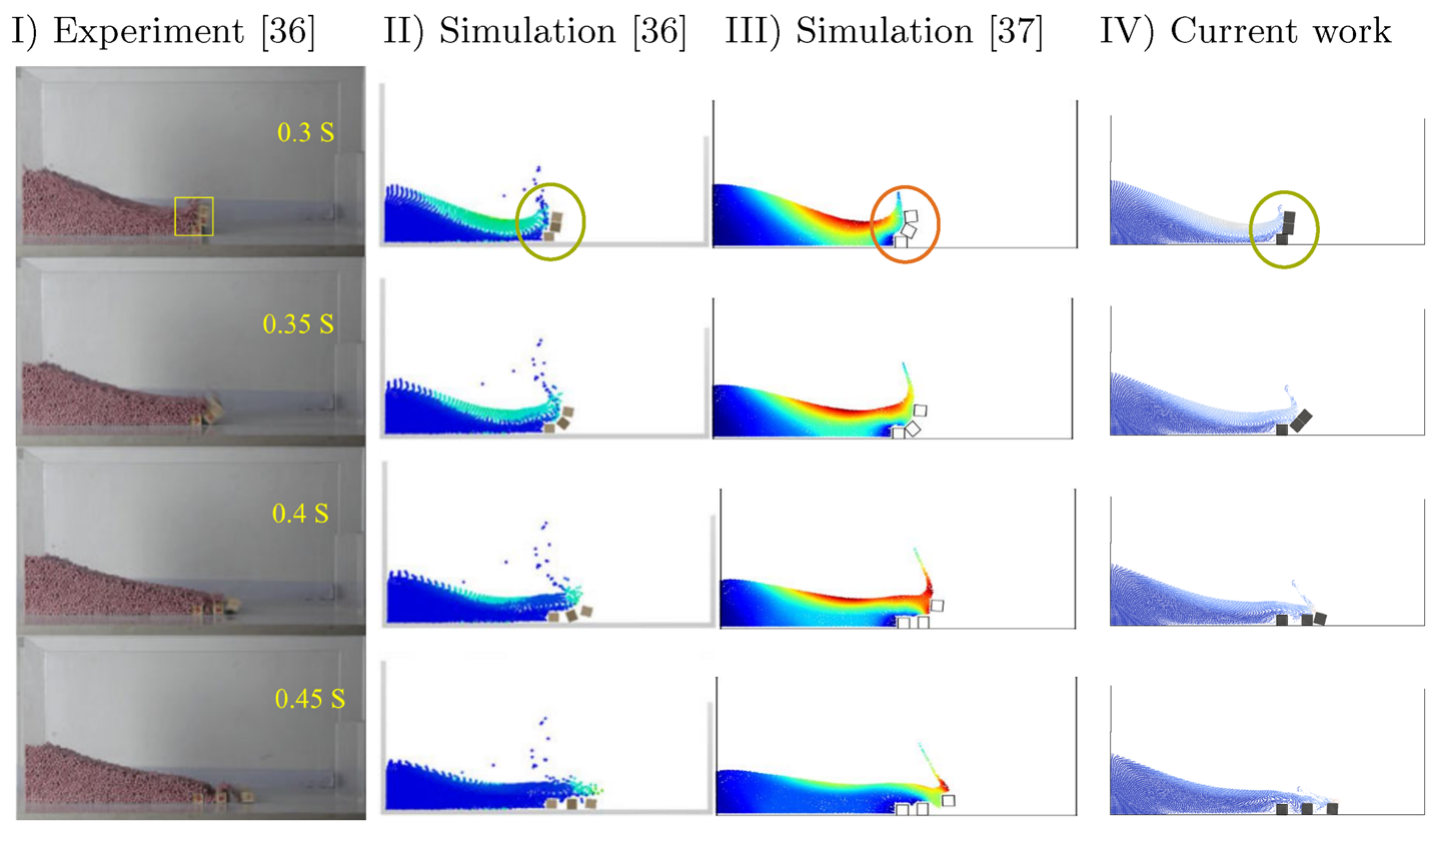 I) Experiment [36]
II) Simulation [36]
III) Simulation [37]
IV) Current work
0.3 S
0.35 S
0.4 S
0.45 S